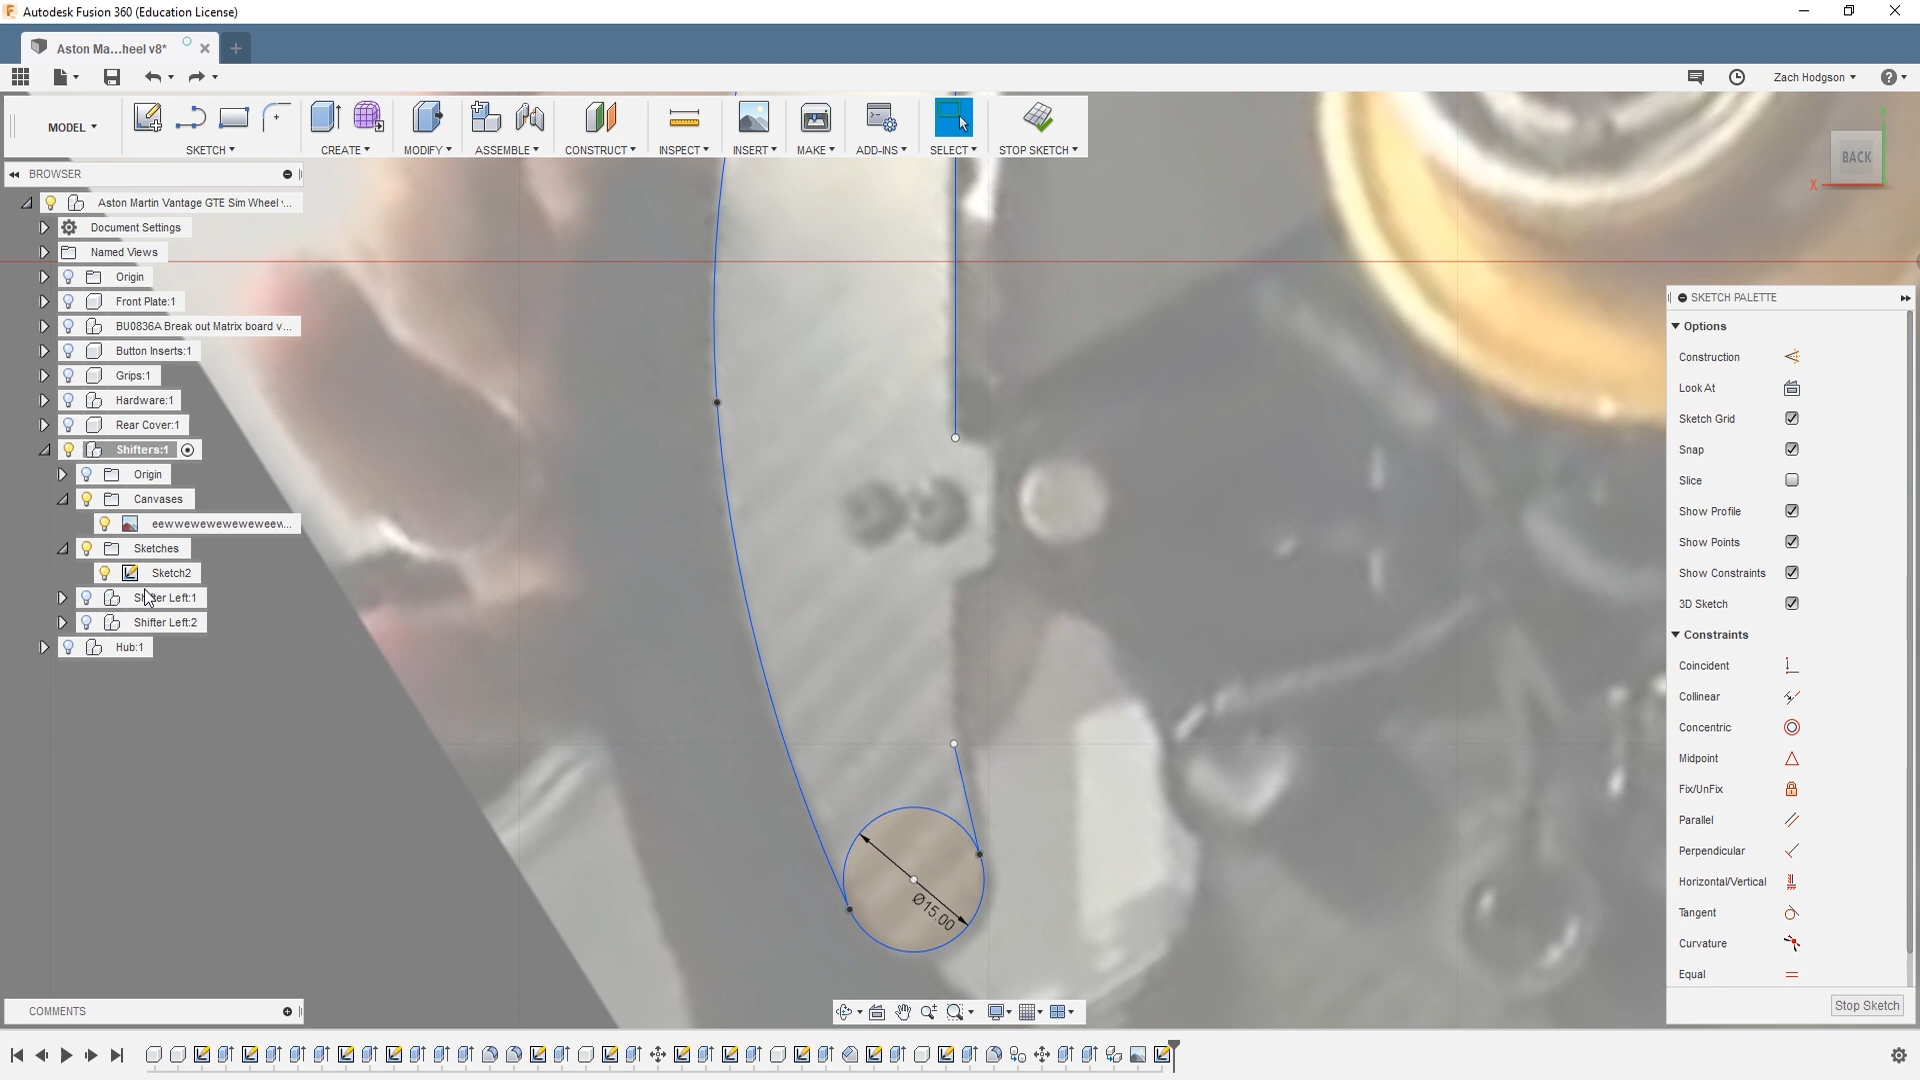 Autodesk Fusion 360 (Education License)
Aston Ma...heel v8*
Zach Hodgson
MODEL
SKETCH
CREATE
MODIFY
ASSEMBLE
CONSTRUCT
INSPECT
INSERT
MAKE
ADD-INS
SELECT
STOP SKETCH
BACK
X
Y
BROWSER
Aston Martin Vantage GTE Sim Wheel
Document Settings
Named Views
Origin
Front Plate:1
BU0836A Break out Matrix board v...
Button Inserts:1
Grips:1
Hardware:1
Rear Cover:1
Shifters:1
Origin
Canvases
eewwewewewewewew...
Sketches
Sketch2
Shifter Left:1
Shifter Left:2
Hub:1
Ø15.00
SKETCH PALETTE
Options
Construction
Look At
Sketch Grid
Snap
Slice
Show Profile
Show Points
Show Constraints
3D Sketch
Constraints
Coincident
Collinear
Concentric
Midpoint
Fix/UnFix
Parallel
Perpendicular
Horizontal/Vertical
Tangent
Curvature
Equal
Stop Sketch
COMMENTS